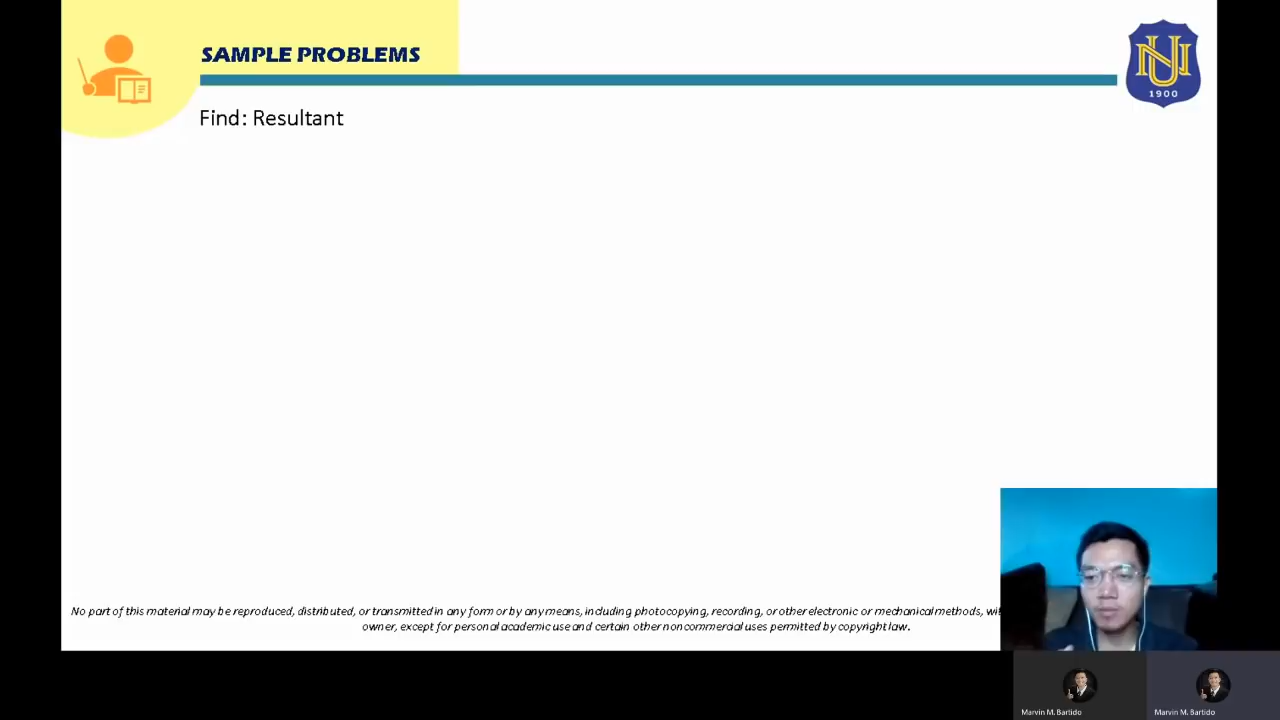 SAMPLE PROBLEMS
NU
1900
Find: Resultant
No part of this material may be reproduced, distributed, or transmitted in any form or by any means, including photocopying, recording, or other electronic or mechanical methods,
owner, except for personal academic use and certain other noncommercial uses permitted by copyright law.
Marvin M. Bartido
Marvin M. Bartido